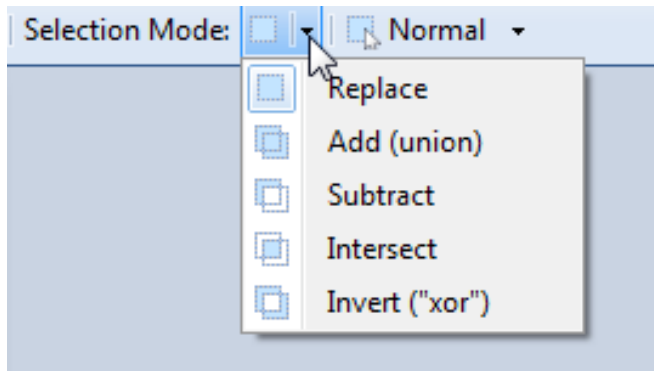 Selection Mode: Normal
Replace
Add (union)
Subtract
Intersect
Invert ("xor")